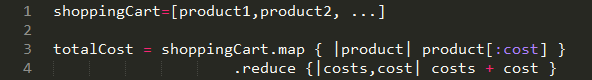 1 shoppingCart=[product1,product2, ...]
2
3 totalCost = shoppingCart.map { |product| product[:cost] }
4 .reduce {|costs,cost| costs + cost }